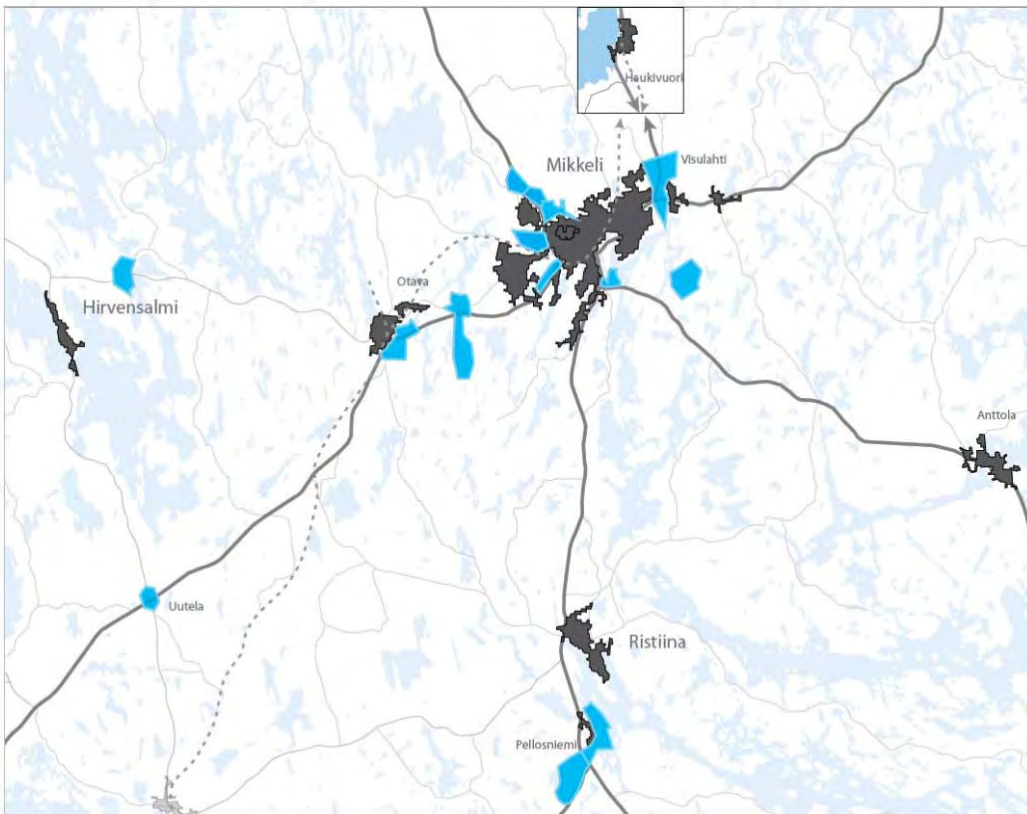 Haukivuori
Mikkeli
Visulahti
Otava
Hirvensalmi
Anttola
Uutela
Ristiina
Pellosniemi